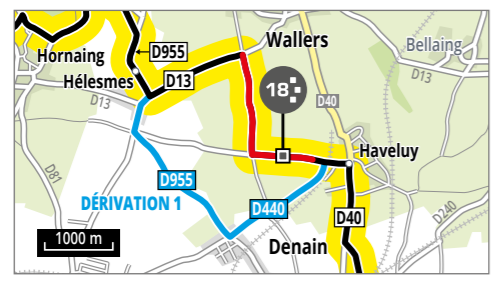 Wallers
Hornaing
D955
Bellaing
Hélesmes
D13
D13
18
D40
D13
Haveluy
D81
D955
DÉRIVATION 1
D440
D40
D240
1000 m
Denain